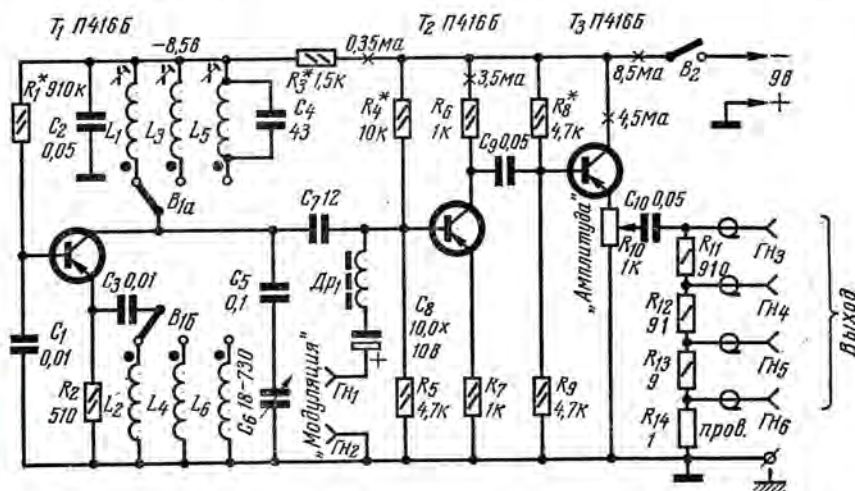 Т₁ П416Б
Т₂ П416Б
Т₃ П416Б
−8,5в
0,35ма
8,5ма
В₂
−
9В
+
R₁* 910к
C₂
0,05
L₁
L₃
L₅
C₄
43
R₃* 1,5к
R₄*
10к
3,5ма
R₆
1к
C₉ 0,05
R₈*
4,7к
4,5ма
В₁а
C₇ 12
„Амплитуда"
R₁₀
1К
C₁₀ 0,05
Гн₃
R₁₁
910
Гн₄
R₁₂
91
Гн₅
R₁₃
9
Гн₆
R₁₄
1
пров.
Выход
C₃ 0,01
В₁б
C₅
0,1
Др₁
C₈
10,0×
10В
+
C₁
0,01
R₂
510
L₂
L₄
L₆
C₆ 18−730
„Модуляция"
Гн₁
Гн₂
R₅
4,7к
R₇
1к
R₉
4,7к